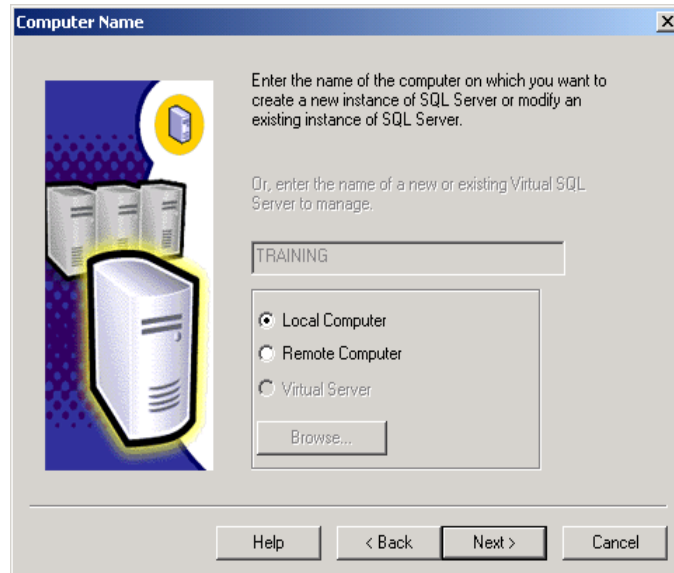 Computer Name
Enter the name of the computer on which you want to
create a new instance of SQL Server or modify an
existing instance of SQL Server.
Or, enter the name of a new or existing Virtual SQL
Server to manage.
TRAINING
Local Computer
Remote Computer
Virtual Server
Browse...
Help
< Back
Next >
Cancel